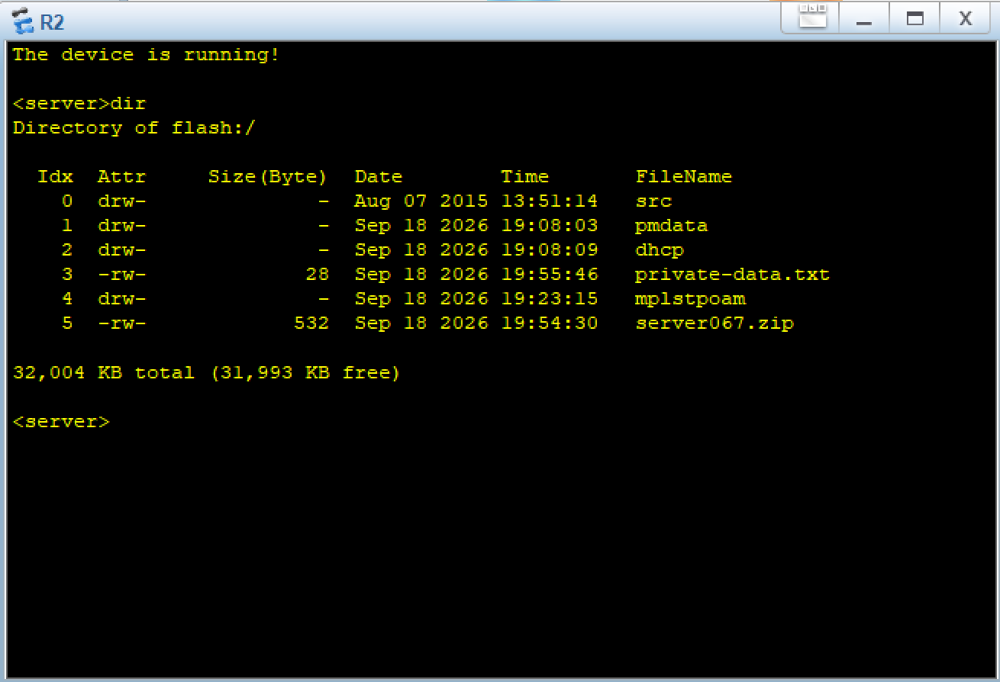 R2
The device is running!
<server>dir
Directory of flash:/
Idx  Attr     Size(Byte)  Date        Time       FileName
0  drw-              -  Aug 07 2015 13:51:14   src
1  drw-              -  Sep 18 2026 19:08:03   pmdata
2  drw-              -  Sep 18 2026 19:08:09   dhcp
3  -rw-             28  Sep 18 2026 19:55:46   private-data.txt
4  drw-              -  Sep 18 2026 19:23:15   mplstpoam
5  -rw-            532  Sep 18 2026 19:54:30   server067.zip
32,004 KB total (31,993 KB free)
<server>